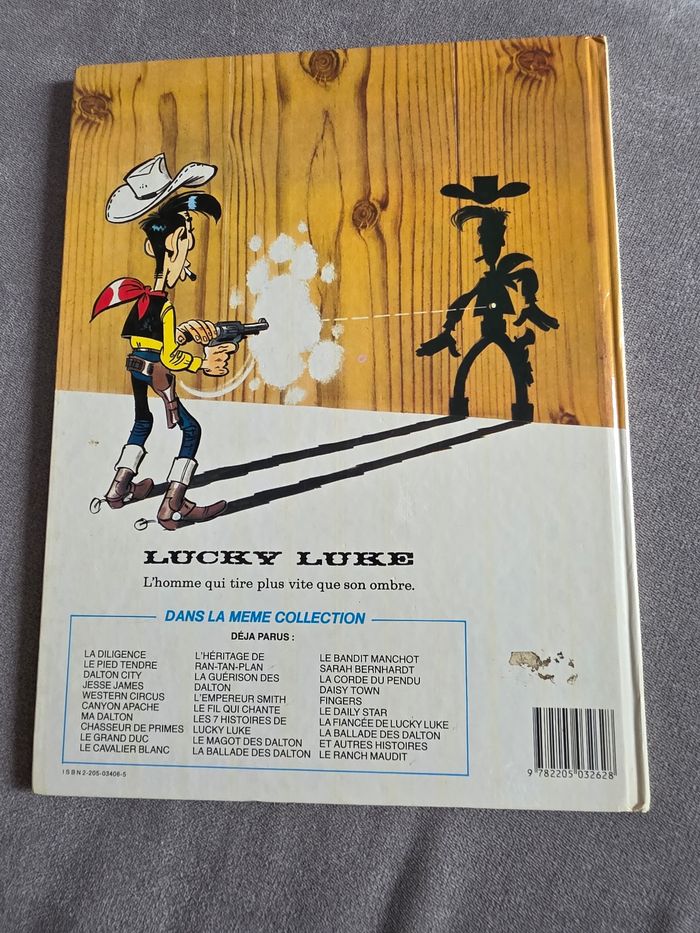 LUCKY LUKE
L'homme qui tire plus vite que son ombre.
DANS LA MEME COLLECTION
DÉJA PARUS :
LA DILIGENCE
LE PIED TENDRE
DALTON CITY
JESSE JAMES
WESTERN CIRCUS
CANYON APACHE
MA DALTON
CHASSEUR DE PRIMES
LE GRAND DUC
LE CAVALIER BLANC
L'HÉRITAGE DE
RAN-TAN-PLAN
LA GUÉRISON DES
DALTON
L'EMPEREUR SMITH
LE FIL QUI CHANTE
LES 7 HISTOIRES DE
LUCKY LUKE
LE MAGOT DES DALTON
LA BALLADE DES DALTON
LE BANDIT MANCHOT
SARAH BERNHARDT
LA CORDE DU PENDU
DAISY TOWN
FINGERS
LE DAILY STAR
LA FIANCÉE DE LUCKY LUKE
LA BALLADE DES DALTON
ET AUTRES HISTOIRES
LE RANCH MAUDIT
ISBN 2-205-03406-5
9 782205 032628